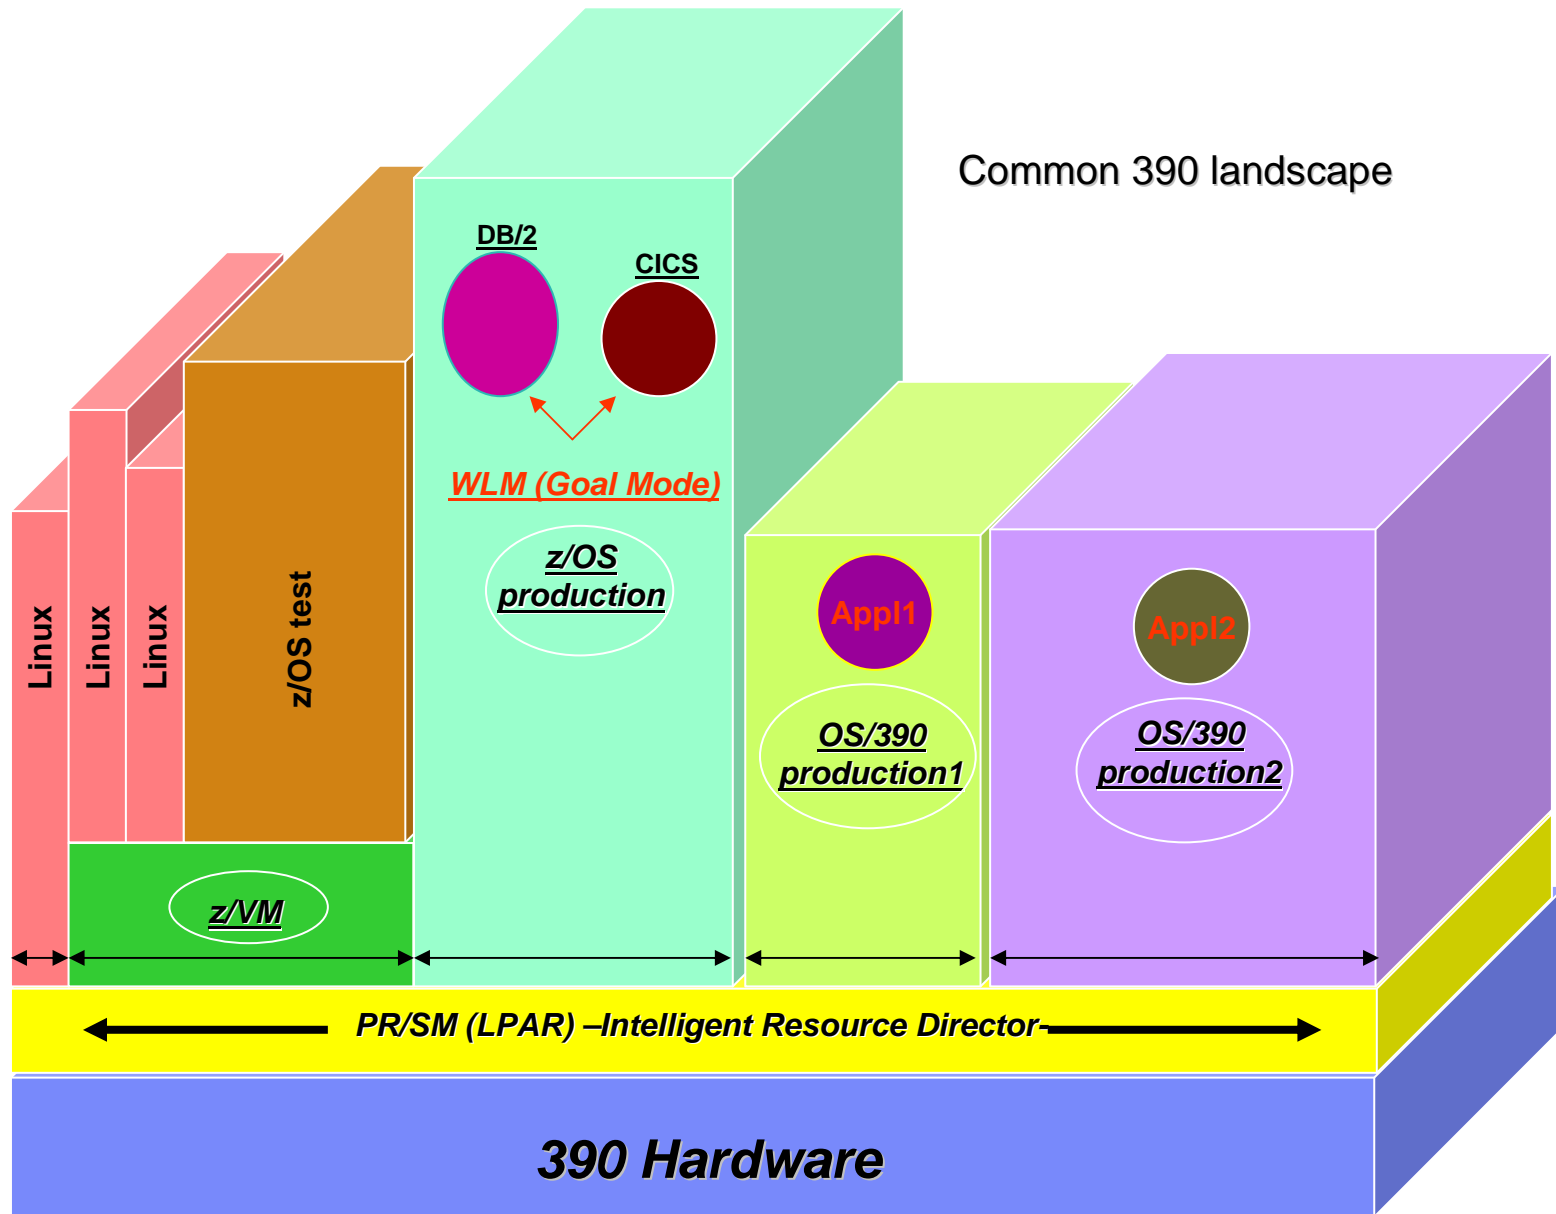 Common 390 landscape
DB/2
CICS
WLM (Goal Mode)
z/OS
production
Linux
Linux
Linux
z/OS test
Appl1
Appl2
OS/390
production1
OS/390
production2
z/VM
PR/SM (LPAR) –Intelligent Resource Director-
390 Hardware